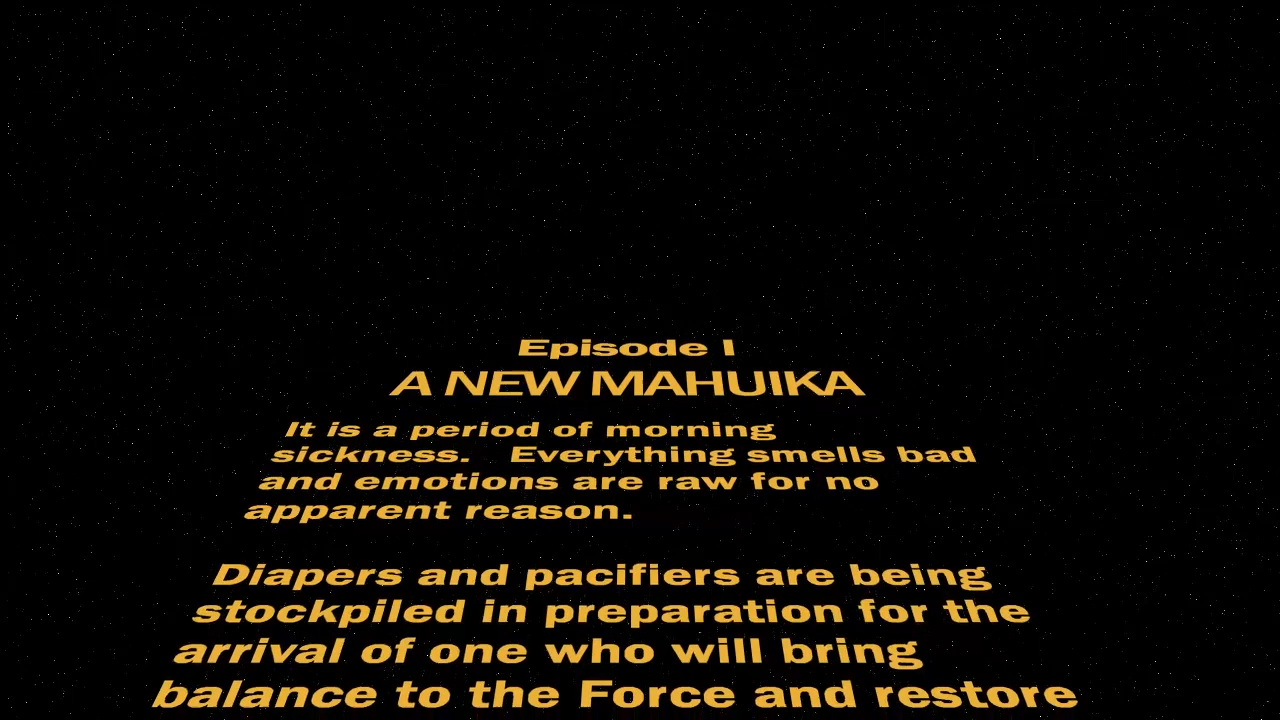 Episode I
A NEW MAHUIKA
It is a period of morning
sickness. Everything smells bad
and emotions are raw for no
apparent reason.
Diapers and pacifiers are being
stockpiled in preparation for the
arrival of one who will bring
balance to the Force and restore